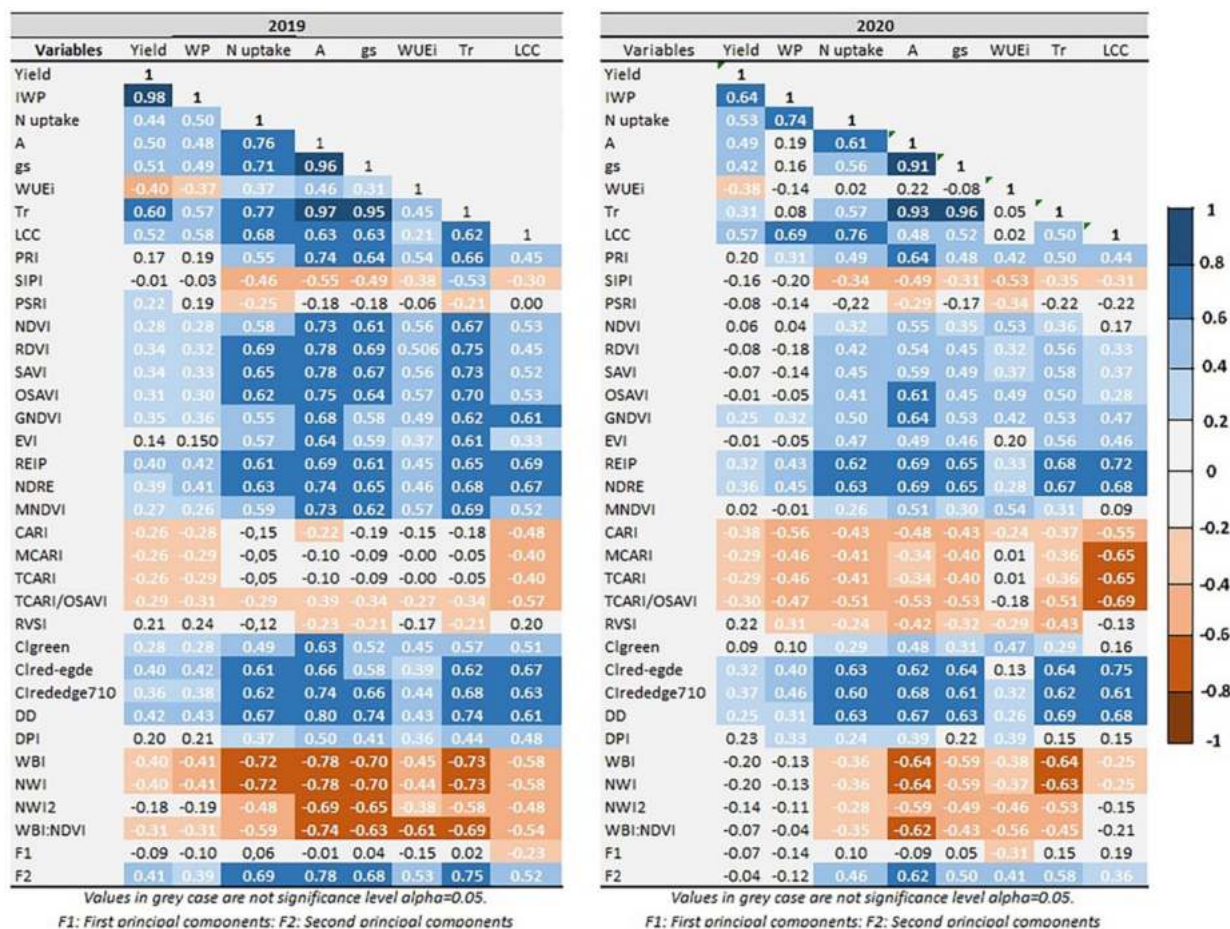 2019
Variables Yield WP N uptake A gs WUEi Tr LCC
Yield 1
IWP 0.98 1
N uptake 0.44 0.50 1
A 0.50 0.48 0.76 1
gs 0.51 0.49 0.71 0.96 1
WUEi -0.40 -0.37 0.37 0.46 0.31 1
Tr 0.60 0.57 0.77 0.97 0.95 0.45 1
LCC 0.52 0.58 0.68 0.63 0.63 0.21 0.62 1
PRI 0.17 0.19 0.55 0.74 0.64 0.54 0.66 0.45
SIPI -0.01 -0.03 -0.46 -0.55 -0.49 -0.38 -0.53 -0.30
PSRI 0.22 0.19 -0.25 -0.18 -0.18 -0.06 -0.21 0.00
NDVI 0.28 0.28 0.58 0.73 0.61 0.56 0.67 0.53
RDVI 0.34 0.32 0.69 0.78 0.69 0.506 0.75 0.45
SAVI 0.34 0.33 0.65 0.78 0.67 0.56 0.73 0.52
OSAVI 0.31 0.30 0.62 0.75 0.64 0.57 0.70 0.53
GNDVI 0.35 0.36 0.55 0.68 0.58 0.49 0.62 0.61
EVI 0.14 0.150 0.57 0.64 0.59 0.37 0.61 0.33
REIP 0.40 0.42 0.61 0.69 0.61 0.45 0.65 0.69
NDRE 0.39 0.41 0.63 0.74 0.65 0.46 0.68 0.67
MNDVI 0.27 0.26 0.59 0.73 0.62 0.57 0.69 0.52
CARI -0.26 -0.28 -0,15 -0.22 -0.19 -0.15 -0.18 -0.48
MCARI -0.26 -0.29 -0,05 -0.10 -0.09 -0.00 -0.05 -0.40
TCARI -0.26 -0.29 -0,05 -0.10 -0.09 -0.00 -0.05 -0.40
TCARI/OSAVI -0.29 -0.31 -0.29 -0.39 -0.34 -0.27 -0.34 -0.57
RVSI 0.21 0.24 -0,12 -0.23 -0.21 -0.17 -0.21 0.20
Clgreen 0.28 0.28 0.49 0.63 0.52 0.45 0.57 0.51
Clred-egde 0.40 0.42 0.61 0.66 0.58 0.39 0.62 0.67
Clrededge710 0.36 0.38 0.62 0.74 0.66 0.44 0.68 0.63
DD 0.42 0.43 0.67 0.80 0.74 0.43 0.74 0.61
DPI 0.20 0.21 0.37 0.50 0.41 0.36 0.44 0.48
WBI -0.40 -0.41 -0.72 -0.78 -0.70 -0.45 -0.73 -0.58
NWI -0.40 -0.41 -0.72 -0.78 -0.70 -0.44 -0.73 -0.58
NWI2 -0.18 -0.19 -0.48 -0.69 -0.65 -0.38 -0.58 -0.48
WBI:NDVI -0.31 -0.31 -0.59 -0.74 -0.63 -0.61 -0.69 -0.54
F1 -0.09 -0.10 0,06 -0.01 0.04 -0.15 0.02 -0.23
F2 0.41 0.39 0.69 0.78 0.68 0.53 0.75 0.52
Values in grey case are not significance level alpha=0.05.
F1: First principal components: F2: Second principal components
2020
Variables Yield WP N uptake A gs WUEi Tr LCC
Yield 1
IWP 0.64 1
N uptake 0.53 0.74 1
A 0.49 0.19 0.61 1
gs 0.42 0.16 0.56 0.91 1
WUEi -0.38 -0.14 0.02 0.22 -0.08 1
Tr 0.31 0.08 0.57 0.93 0.96 0.05 1
LCC 0.57 0.69 0.76 0.48 0.52 0.02 0.50 1
PRI 0.20 0.31 0.49 0.64 0.48 0.42 0.50 0.44
SIPI -0.16 -0.20 -0.34 -0.49 -0.31 -0.53 -0.35 -0.31
PSRI -0.08 -0.14 -0,22 -0.29 -0.17 -0.34 -0.22 -0.22
NDVI 0.06 0.04 0.32 0.55 0.35 0.53 0.36 0.17
RDVI -0.08 -0.18 0.42 0.54 0.45 0.32 0.56 0.33
SAVI -0.07 -0.14 0.45 0.59 0.49 0.37 0.58 0.37
OSAVI -0.01 -0.05 0.41 0.61 0.45 0.49 0.50 0.28
GNDVI 0.25 0.32 0.50 0.64 0.53 0.42 0.53 0.47
EVI -0.01 -0.05 0.47 0.49 0.46 0.20 0.56 0.46
REIP 0.32 0.43 0.62 0.69 0.65 0.33 0.68 0.72
NDRE 0.36 0.45 0.63 0.69 0.65 0.28 0.67 0.68
MNDVI 0.02 -0.01 0.26 0.51 0.30 0.54 0.31 0.09
CARI -0.38 -0.56 -0.43 -0.48 -0.43 -0.24 -0.37 -0.55
MCARI -0.29 -0.46 -0.41 -0.34 -0.40 0.01 -0.36 -0.65
TCARI -0.29 -0.46 -0.41 -0.34 -0.40 0.01 -0.36 -0.65
TCARI/OSAVI -0.30 -0.47 -0.51 -0.53 -0.53 -0.18 -0.51 -0.69
RVSI 0.22 0.31 -0.24 -0.42 -0.32 -0.29 -0.43 -0.13
Clgreen 0.09 0.10 0.29 0.48 0.31 0.47 0.29 0.16
Clred-egde 0.32 0.40 0.63 0.62 0.64 0.13 0.64 0.75
Clrededge710 0.37 0.46 0.60 0.68 0.61 0.32 0.62 0.61
DD 0.25 0.31 0.63 0.67 0.63 0.26 0.69 0.68
DPI 0.23 0.33 0.24 0.39 0.22 0.39 0.15 0.15
WBI -0.20 -0.13 -0.36 -0.64 -0.59 -0.38 -0.64 -0.25
NWI -0.20 -0.13 -0.36 -0.64 -0.59 -0.37 -0.63 -0.25
NWI2 -0.14 -0.11 -0.28 -0.59 -0.49 -0.46 -0.53 -0.15
WBI:NDVI -0.07 -0.04 -0.35 -0.62 -0.43 -0.56 -0.45 -0.21
F1 -0.07 -0.14 0.10 -0.09 0.05 -0.31 0.15 0.19
F2 -0.04 -0.12 0.46 0.62 0.50 0.41 0.58 0.36
Values in grey case are not significance level alpha=0.05.
F1: First principal components: F2: Second principal components
1
0.8
0.6
0.4
0.2
0
-0.2
-0.4
-0.6
-0.8
-1